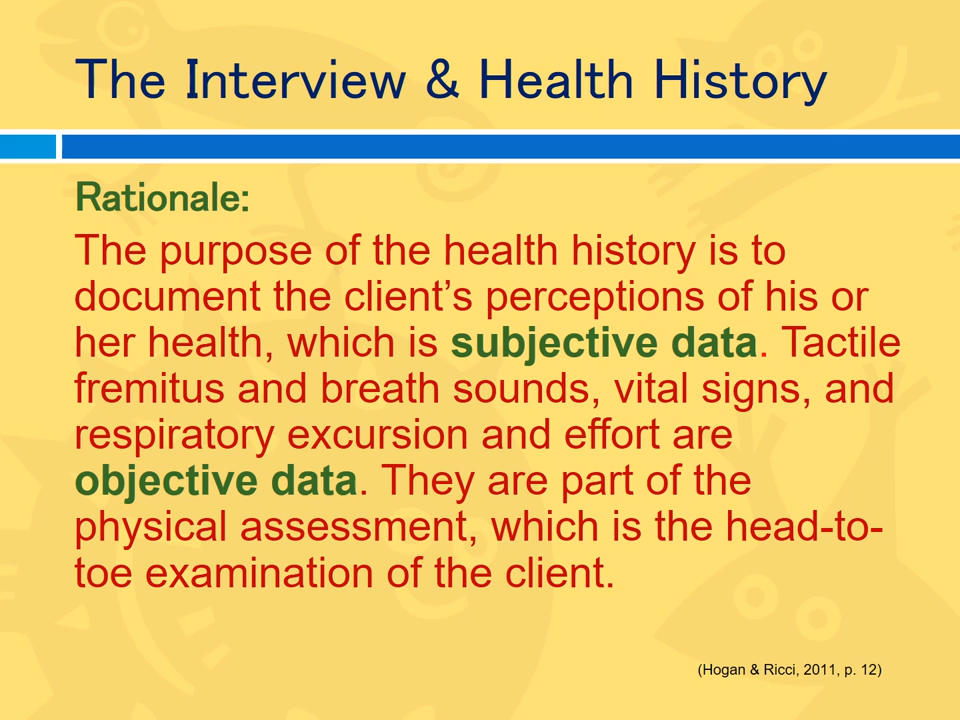 The Interview & Health History
Rationale:
The purpose of the health history is to
document the client’s perceptions of his or
her health, which is subjective data. Tactile
fremitus and breath sounds, vital signs, and
respiratory excursion and effort are
objective data. They are part of the
physical assessment, which is the head-to-
toe examination of the client.
(Hogan & Ricci, 2011, p. 12)